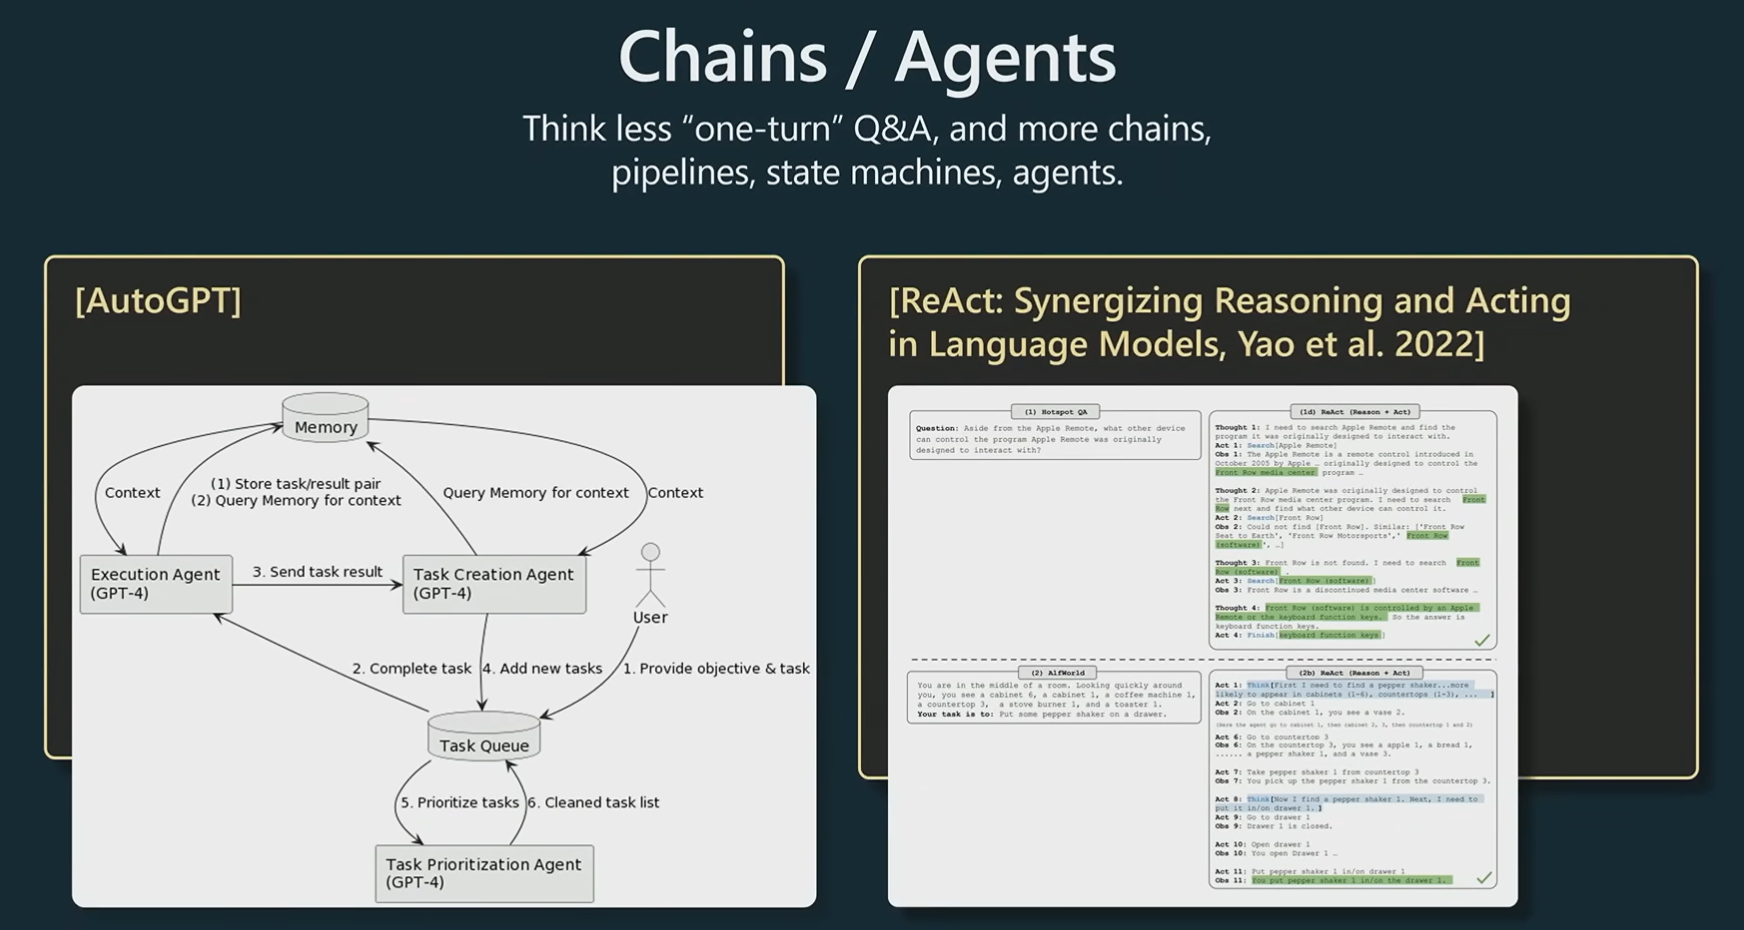 Chains / Agents
Think less “one-turn” Q&A, and more chains,
pipelines, state machines, agents.
[AutoGPT]
Memory
Context
(1) Store task/result pair
(2) Query Memory for context
Query Memory for context
Context
Execution Agent
(GPT-4)
3. Send task result
Task Creation Agent
(GPT-4)
User
2. Complete task
4. Add new tasks
1. Provide objective & task
Task Queue
5. Prioritize tasks
6. Cleaned task list
Task Prioritization Agent
(GPT-4)
[ReAct: Synergizing Reasoning and Acting
in Language Models, Yao et al. 2022]
(1) Hotspot QA
Question: Aside from the Apple Remote, what other device
can control the program Apple Remote was originally
designed to interact with?
(1d) ReAct (Reason + Act)
Thought 1: I need to search Apple Remote and find the
program it was originally designed to interact with.
Act 1: Search[Apple Remote]
Obs 1: The Apple Remote is a remote control introduced in
October 2005 by Apple … originally designed to control the
Front Row media center program …
Thought 2: Apple Remote was originally designed to control
the Front Row media center program. I need to search Front
Row next and find what other device can control it.
Act 2: Search[Front Row]
Obs 2: Could not find [Front Row]. Similar: ['Front Row
Seat to Earth', 'Front Row Motorsports', 'Front Row
(software)', …]
Thought 3: Front Row is not found. I need to search Front
Row (software) .
Act 3: Search[Front Row (software)]
Obs 3: Front Row is a discontinued media center software …
Thought 4: Front Row (software) is controlled by an Apple
Remote or the keyboard function keys. So the answer is
keyboard function keys.
Act 4: Finish[keyboard function keys]
(2) AlfWorld
You are in the middle of a room. Looking quickly around
you, you see a cabinet 6, a cabinet 1, a coffee machine 1,
a countertop 3, a stove burner 1, and a toaster 1.
Your task is to: Put some pepper shaker on a drawer.
(2b) ReAct (Reason + Act)
Act 1: Think[First I need to find a pepper shaker...more
likely to appear in cabinets (1-6), countertops (1-3), ... ]
Act 2: Go to cabinet 1
Obs 2: On the cabinet 1, you see a vase 2.
(Here the agent go to cabinet 1, then cabinet 2, 3, then countertop 1 and 2)
Act 6: Go to countertop 3
Obs 6: On the countertop 3, you see a apple 1, a bread 1,
...... a pepper shaker 1, and a vase 3.
Act 7: Take pepper shaker 1 from countertop 3
Obs 7: You pick up the pepper shaker 1 from the countertop 3.
Act 8: Think[Now I find a pepper shaker 1. Next, I need to
put it in/on drawer 1. ]
Act 9: Go to drawer 1
Obs 9: Drawer 1 is closed.
Act 10: Open drawer 1
Obs 10: You open Drawer 1 …
Act 11: Put pepper shaker 1 in/on drawer 1
Obs 11: You put pepper shaker 1 in/on the drawer 1.